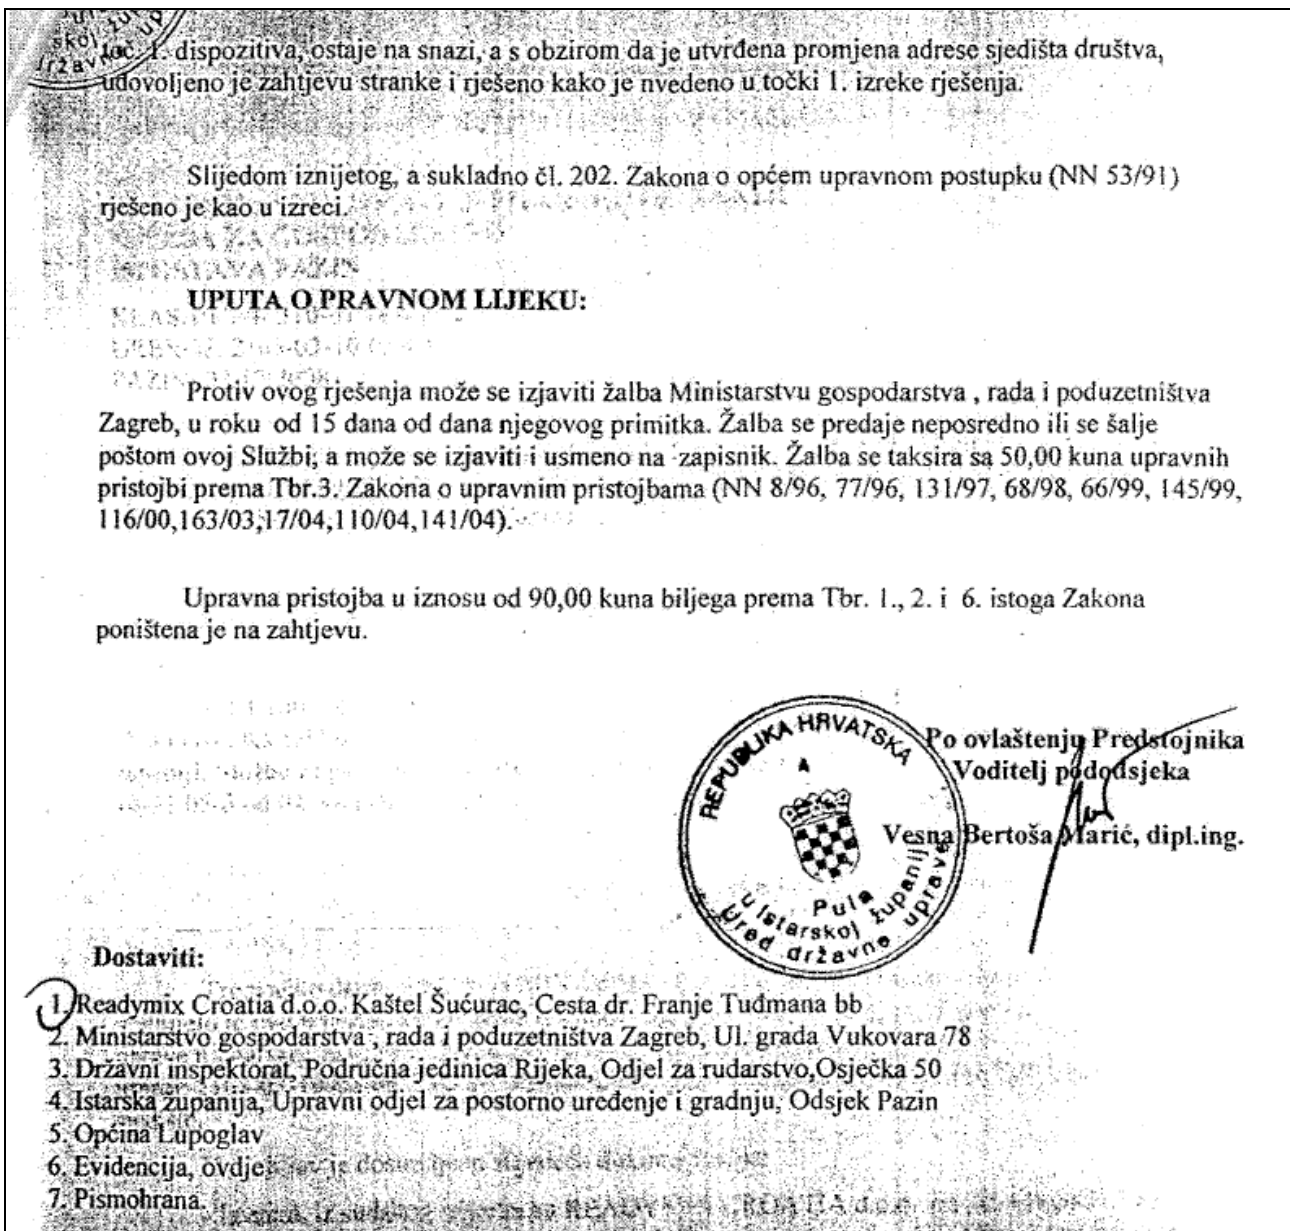 toč. 1. dispozitiva, ostaje na snazi, a s obzirom da je utvrđena promjena adrese sjedišta društva,
udovoljeno je zahtjevu stranke i rješeno kako je nvedeno u točki 1. izreke rješenja.
Slijedom iznijetog, a sukladno čl. 202. Zakona o općem upravnom postupku (NN 53/91)
rješeno je kao u izreci.
UPUTA O PRAVNOM LIJEKU:
Protiv ovog rješenja može se izjaviti žalba Ministarstvu gospodarstva , rada i poduzetništva
Zagreb, u roku od 15 dana od dana njegovog primitka. Žalba se predaje neposredno ili se šalje
poštom ovoj Službi, a može se izjaviti i usmeno na zapisnik. Žalba se taksira sa 50,00 kuna upravnih
pristojbi prema Tbr.3. Zakona o upravnim pristojbama (NN 8/96, 77/96, 131/97, 68/98, 66/99, 145/99,
116/00,163/03,17/04,110/04,141/04).
Upravna pristojba u iznosu od 90,00 kuna biljega prema Tbr. 1., 2. i 6. istoga Zakona
poništena je na zahtjevu.
REPUBLIKA HRVATSKA
A
Pula
u Istarskoj županiji
Ured državne uprave
Po ovlaštenju Predstojnika
Voditelj pododsjeka
Vesna Bertoša Marić, dipl.ing.
Dostaviti:
1. Readymix Croatia d.o.o. Kaštel Šućurac, Cesta dr. Franje Tuđmana bb
2. Ministarstvo gospodarstva , rada i poduzetništva Zagreb, Ul. grada Vukovara 78
3. Državni inspektorat, Područna jedinica Rijeka, Odjel za rudarstvo,Osječka 50
4. Istarska županija, Upravni odjel za postorno uređenje i gradnju, Odsjek Pazin
5. Općina Lupoglav
6. Evidencija, ovdje
7. Pismohrana.